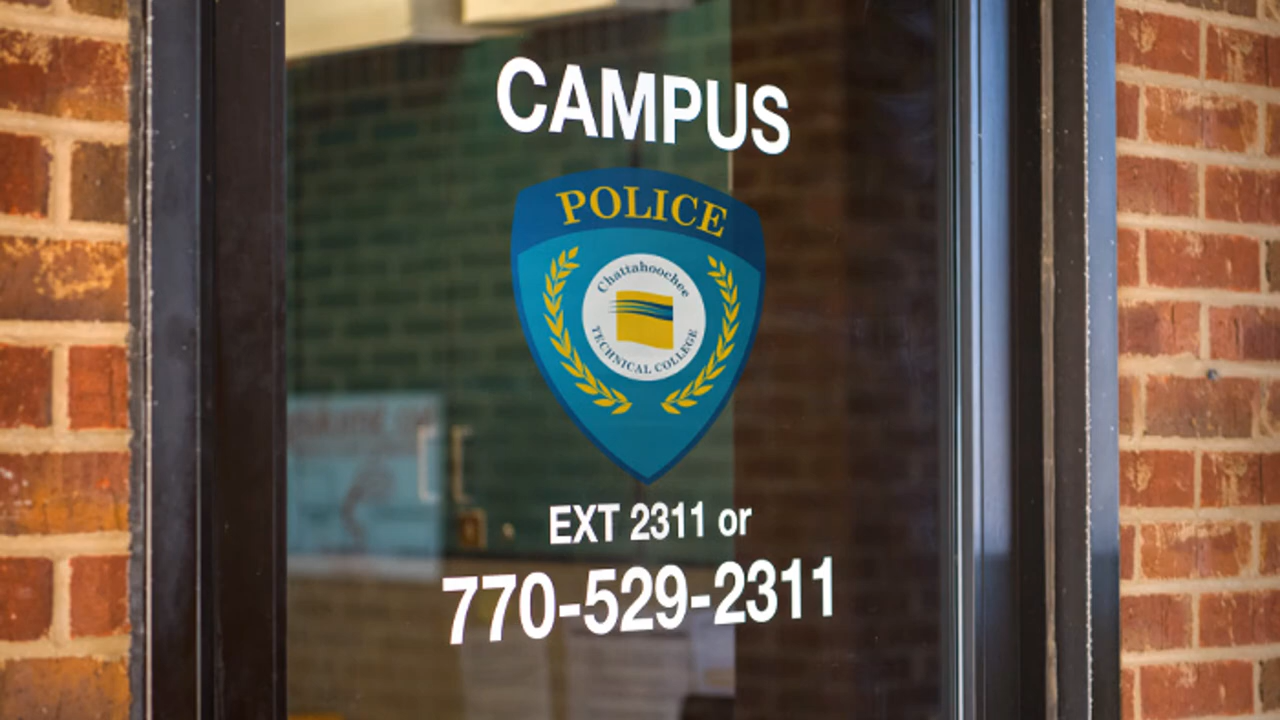 CAMPUS
POLICE
Chattahoochee
TECHNICAL COLLEGE
EXT 2311 or
770-529-2311